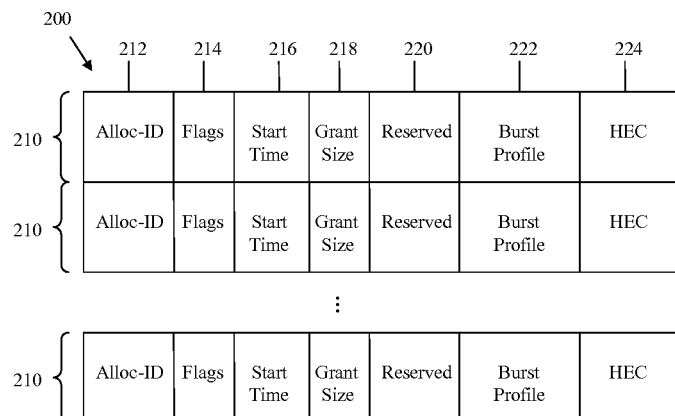 200
212 214 216 218 220 222 224
210 Alloc-ID Flags Start Time Grant Size Reserved Burst Profile HEC
210 Alloc-ID Flags Start Time Grant Size Reserved Burst Profile HEC
⋮
210 Alloc-ID Flags Start Time Grant Size Reserved Burst Profile HEC